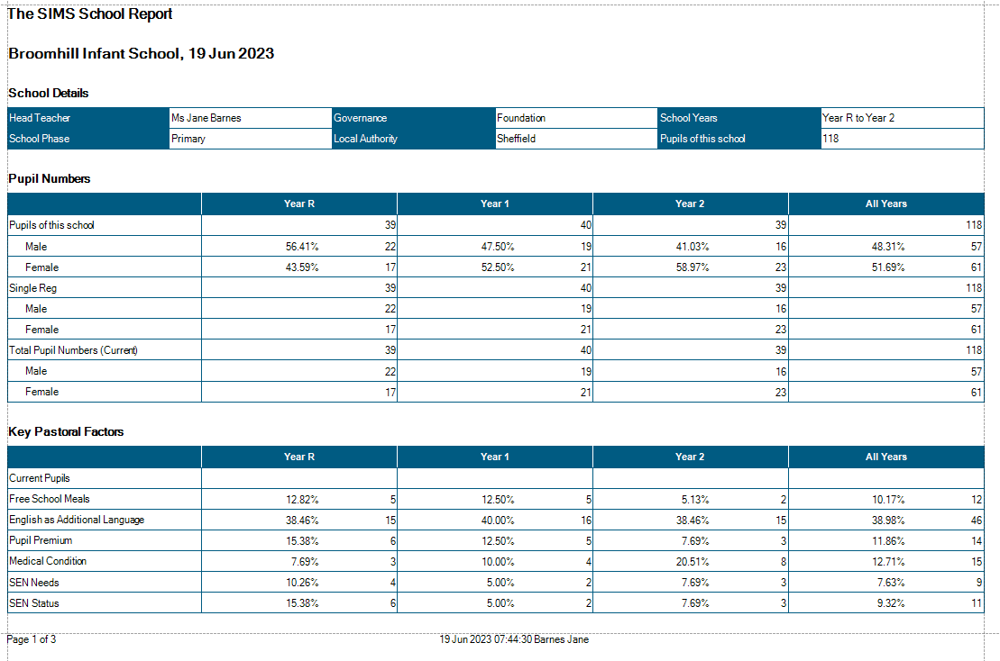 The SIMS School Report
Broomhill Infant School, 19 Jun 2023
School Details
Head Teacher Ms Jane Barnes Governance Foundation School Years Year R to Year 2
School Phase Primary Local Authority Sheffield Pupils of this school 118
Pupil Numbers
Year R Year 1 Year 2 All Years
Pupils of this school 39 40 39 118
Male 56.41% 22 47.50% 19 41.03% 16 48.31% 57
Female 43.59% 17 52.50% 21 58.97% 23 51.69% 61
Single Reg 39 40 39 118
Male 22 19 16 57
Female 17 21 23 61
Total Pupil Numbers (Current) 39 40 39 118
Male 22 19 16 57
Female 17 21 23 61
Key Pastoral Factors
Year R Year 1 Year 2 All Years
Current Pupils
Free School Meals 12.82% 5 12.50% 5 5.13% 2 10.17% 12
English as Additional Language 38.46% 15 40.00% 16 38.46% 15 38.98% 46
Pupil Premium 15.38% 6 12.50% 5 7.69% 3 11.86% 14
Medical Condition 7.69% 3 10.00% 4 20.51% 8 12.71% 15
SEN Needs 10.26% 4 5.00% 2 7.69% 3 7.63% 9
SEN Status 15.38% 6 5.00% 2 7.69% 3 9.32% 11
Page 1 of 3 19 Jun 2023 07:44:30 Barnes Jane